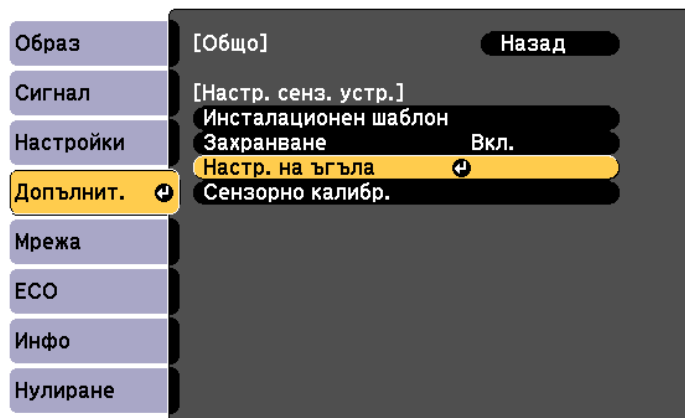 Образ
Сигнал
Настройки
Допълнит.
Мрежа
ECO
Инфо
Нулиране
[Общо] Назад
[Настр. сенз. устр.]
Инсталационен шаблон
Захранване Вкл.
Настр. на ъгъла
Сензорно калибр.